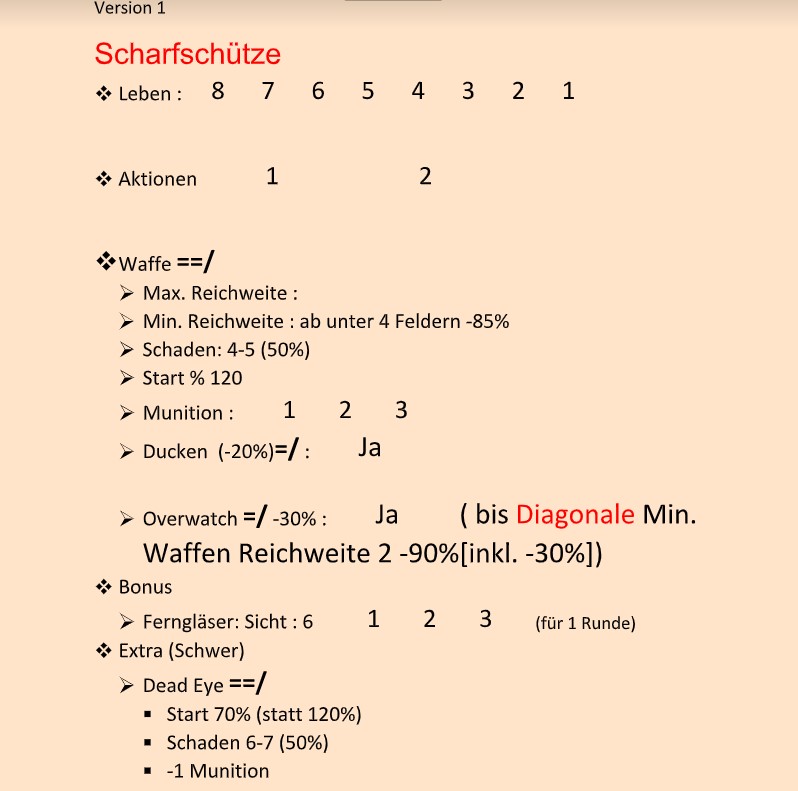 Version 1
Scharfschütze
❖ Leben : 8 7 6 5 4 3 2 1
❖ Aktionen 1 2
❖ Waffe ==/
➢ Max. Reichweite :
➢ Min. Reichweite : ab unter 4 Feldern -85%
➢ Schaden: 4-5 (50%)
➢ Start % 120
➢ Munition : 1 2 3
➢ Ducken (-20%)=/ : Ja
➢ Overwatch =/ -30% : Ja ( bis Diagonale Min.
Waffen Reichweite 2 -90%[inkl. -30%])
❖ Bonus
➢ Ferngläser: Sicht : 6 1 2 3 (für 1 Runde)
❖ Extra (Schwer)
➢ Dead Eye ==/
▪ Start 70% (statt 120%)
▪ Schaden 6-7 (50%)
▪ -1 Munition